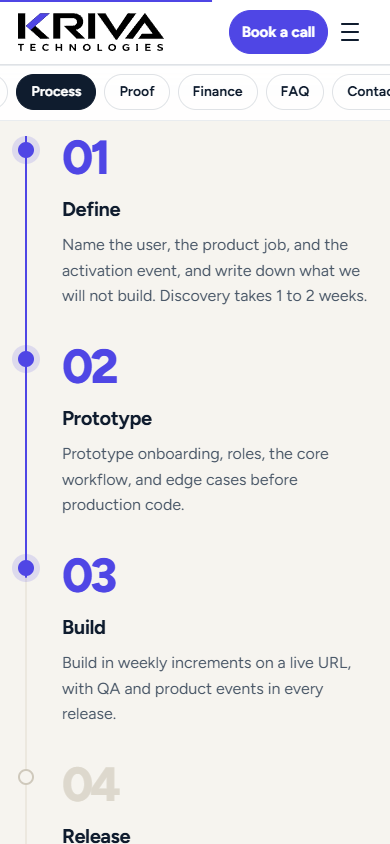 KRIVA
TECHNOLOGIES
Book a call
Process
Proof
Finance
FAQ
01
Define
Name the user, the product job, and the
activation event, and write down what we
will not build. Discovery takes 1 to 2 weeks.
02
Prototype
Prototype onboarding, roles, the core
workflow, and edge cases before
production code.
03
Build
Build in weekly increments on a live URL,
with QA and product events in every
release.
04
Release